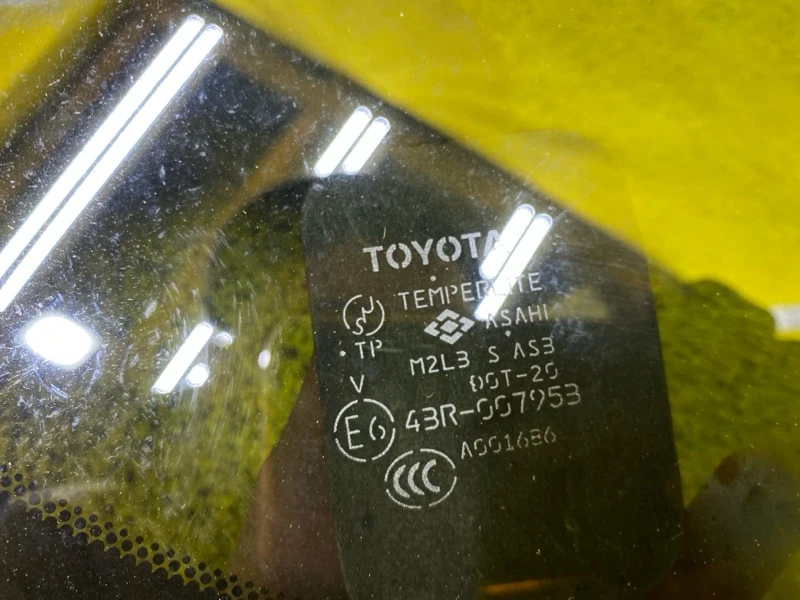 TOYOTA
TEMPERLITE
ASAHI
TP
M2L3 S AS3
V
DOT-20
E6 43R-007953
A001686
CCC